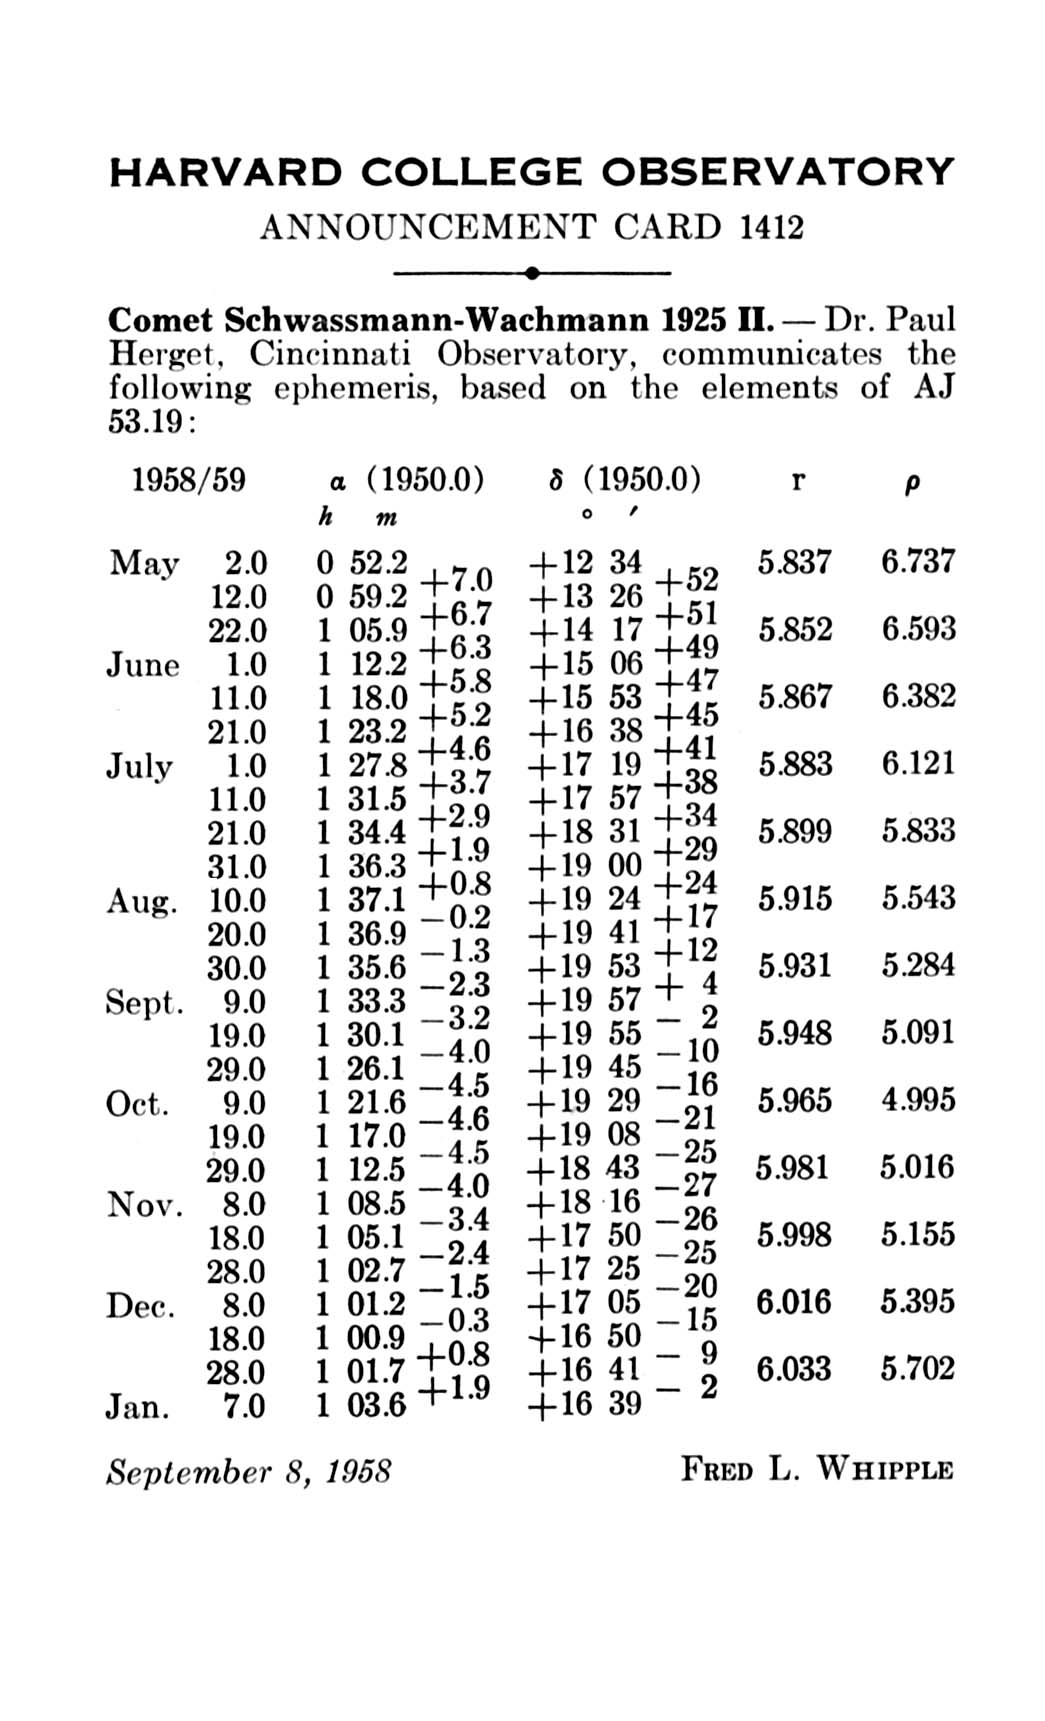 HARVARD COLLEGE OBSERVATORY
ANNOUNCEMENT CARD 1412
Comet Schwassmann-Wachmann 1925 II. — Dr. Paul
Herget, Cincinnati Observatory, communicates the
following ephemeris, based on the elements of AJ
53.19:
1958/59 α (1950.0) δ (1950.0) r ρ
h m ° ′
May 2.0 0 52.2 +12 34 5.837 6.737
+7.0 +52
12.0 0 59.2 +13 26
+6.7 +51
22.0 1 05.9 +14 17 5.852 6.593
+6.3 +49
June 1.0 1 12.2 +15 06
+5.8 +47
11.0 1 18.0 +15 53 5.867 6.382
+5.2 +45
21.0 1 23.2 +16 38
+4.6 +41
July 1.0 1 27.8 +17 19 5.883 6.121
+3.7 +38
11.0 1 31.5 +17 57
+2.9 +34
21.0 1 34.4 +18 31 5.899 5.833
+1.9 +29
31.0 1 36.3 +19 00
+0.8 +24
Aug. 10.0 1 37.1 +19 24 5.915 5.543
−0.2 +17
20.0 1 36.9 +19 41
−1.3 +12
30.0 1 35.6 +19 53 5.931 5.284
−2.3 + 4
Sept. 9.0 1 33.3 +19 57
−3.2 − 2
19.0 1 30.1 +19 55 5.948 5.091
−4.0 −10
29.0 1 26.1 +19 45
−4.5 −16
Oct. 9.0 1 21.6 +19 29 5.965 4.995
−4.6 −21
19.0 1 17.0 +19 08
−4.5 −25
29.0 1 12.5 +18 43 5.981 5.016
−4.0 −27
Nov. 8.0 1 08.5 +18 16
−3.4 −26
18.0 1 05.1 +17 50 5.998 5.155
−2.4 −25
28.0 1 02.7 +17 25
−1.5 −20
Dec. 8.0 1 01.2 +17 05 6.016 5.395
−0.3 −15
18.0 1 00.9 +16 50
+0.8 − 9
28.0 1 01.7 +16 41 6.033 5.702
+1.9 − 2
Jan. 7.0 1 03.6 +16 39
September 8, 1958 FRED L. WHIPPLE